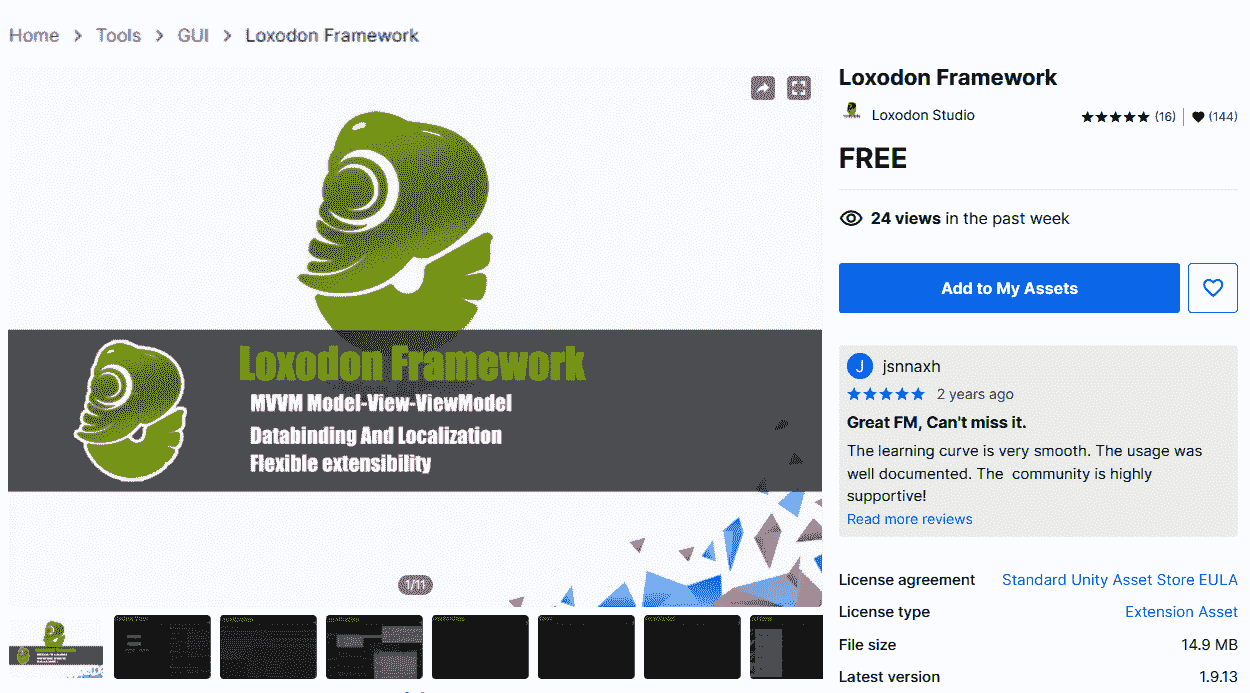 Home > Tools > GUI > Loxodon Framework
Loxodon Framework
MVVM Model-View-ViewModel
Databinding And Localization
Flexible extensibility
1/11
Loxodon Framework
Loxodon Studio
(16)
(144)
FREE
24 views in the past week
Add to My Assets
J
jsnnaxh
2 years ago
Great FM, Can't miss it.
The learning curve is very smooth. The usage was
well documented. The community is highly
supportive!
Read more reviews
License agreement Standard Unity Asset Store EULA
License type Extension Asset
File size 14.9 MB
Latest version 1.9.13